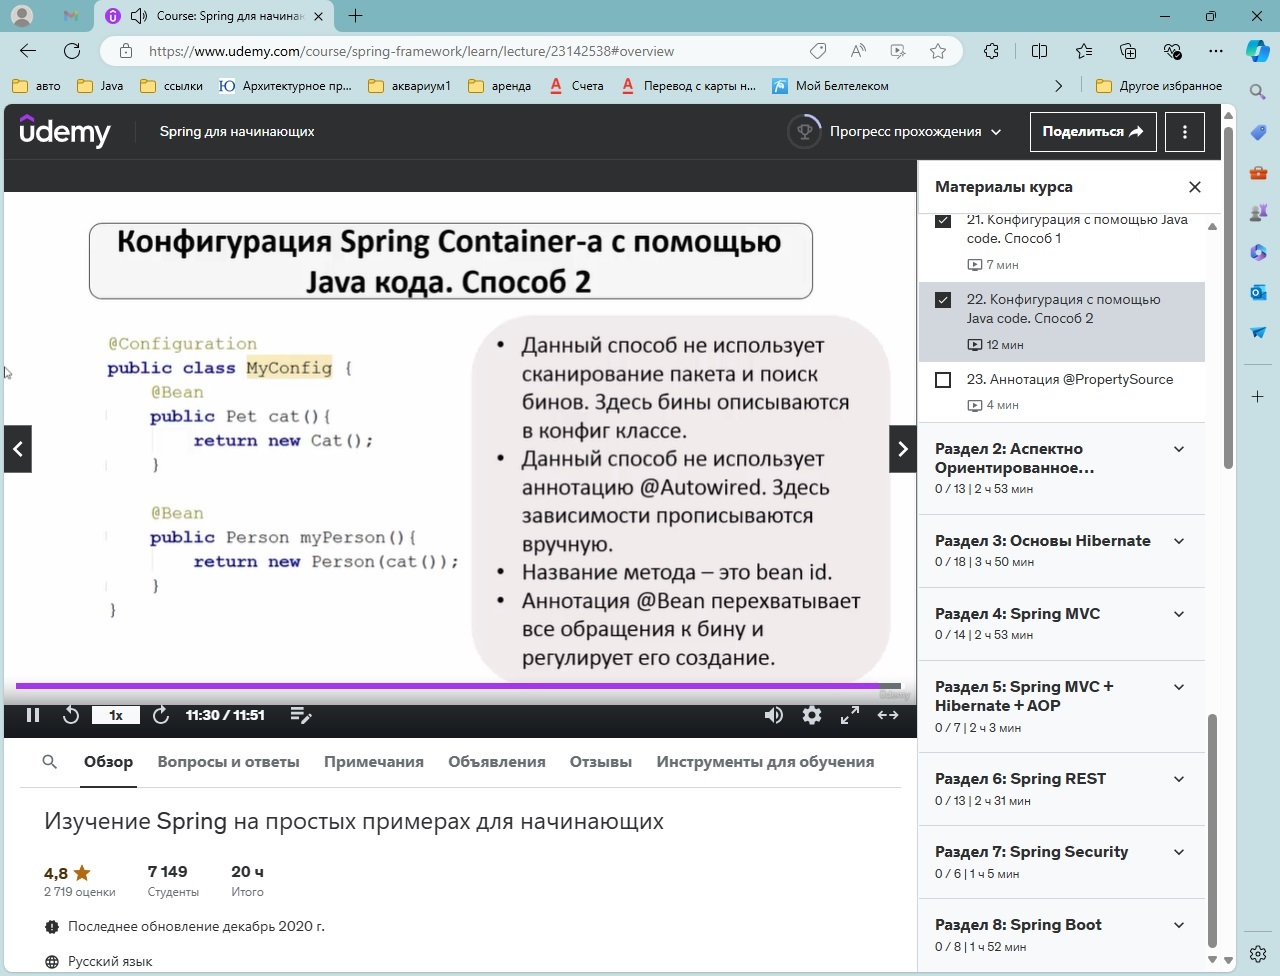 Course: Spring для начинаю
https://www.udemy.com/course/spring-framework/learn/lecture/23142538#overview
авто
Java
ссылки
Ю Архитектурное пр...
аквариум1
аренда
А Счета
А Перевод с карты н...
Мой Белтелеком
Другое избранное
udemy
Spring для начинающих
Прогресс прохождения
Поделиться
Конфигурация Spring Container-а с помощью
Java кода. Способ 2
@Configuration
public class MyConfig {
@Bean
public Pet cat(){
return new Cat();
}
@Bean
public Person myPerson(){
return new Person(cat());
}
}
• Данный способ не использует
сканирование пакета и поиск
бинов. Здесь бины описываются
в конфиг классе.
• Данный способ не использует
аннотацию @Autowired. Здесь
зависимости прописываются
вручную.
• Название метода – это bean id.
• Аннотация @Bean перехватывает
все обращения к бину и
регулирует его создание.
Udemy
1x
11:30 / 11:51
Материалы курса
21. Конфигурация с помощью Java
code. Способ 1
7 мин
22. Конфигурация с помощью
Java code. Способ 2
12 мин
23. Аннотация @PropertySource
4 мин
Раздел 2: Аспектно
Ориентированное...
0 / 13 | 2 ч 53 мин
Раздел 3: Основы Hibernate
0 / 18 | 3 ч 50 мин
Раздел 4: Spring MVC
0 / 14 | 2 ч 53 мин
Раздел 5: Spring MVC +
Hibernate + AOP
0 / 7 | 2 ч 3 мин
Раздел 6: Spring REST
0 / 13 | 2 ч 31 мин
Раздел 7: Spring Security
0 / 6 | 1 ч 5 мин
Раздел 8: Spring Boot
0 / 8 | 1 ч 52 мин
Обзор
Вопросы и ответы
Примечания
Объявления
Отзывы
Инструменты для обучения
Изучение Spring на простых примерах для начинающих
4,8
2 719 оценки
7 149
Студенты
20 ч
Итого
Последнее обновление декабрь 2020 г.
Русский язык